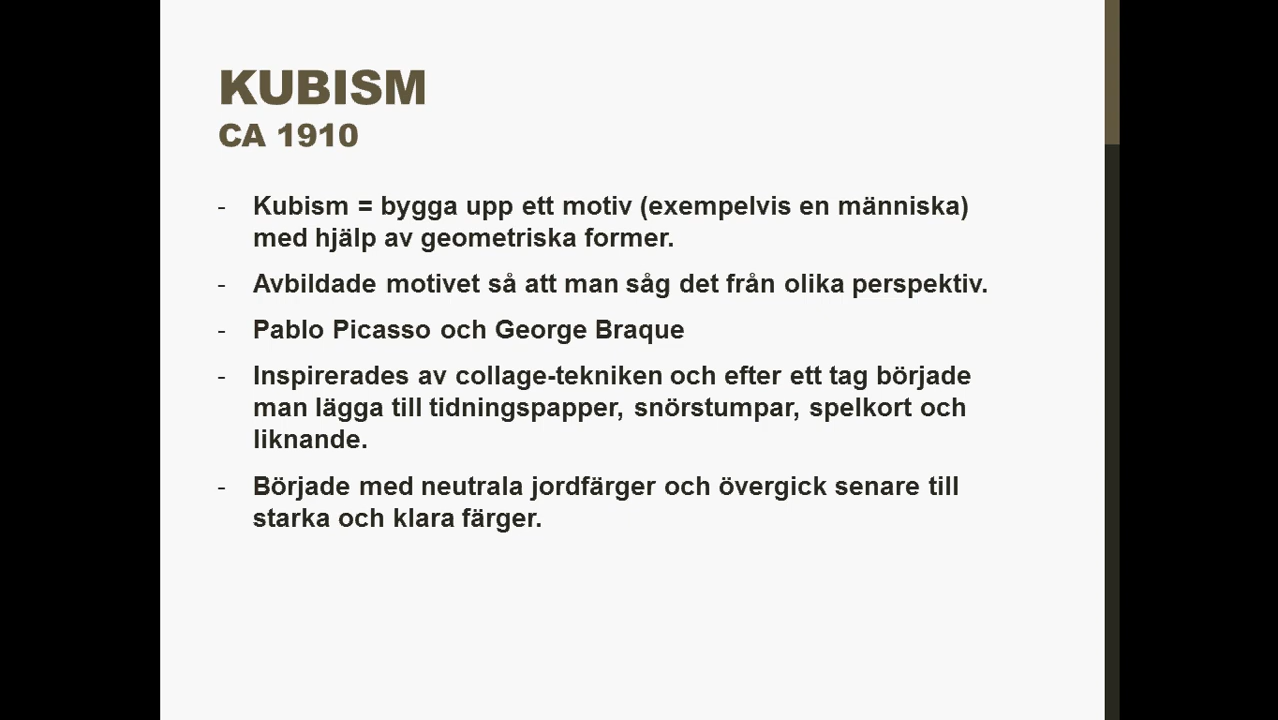 KUBISM
CA 1910
- Kubism = bygga upp ett motiv (exempelvis en människa)
med hjälp av geometriska former.
- Avbildade motivet så att man såg det från olika perspektiv.
- Pablo Picasso och George Braque
- Inspirerades av collage-tekniken och efter ett tag började
man lägga till tidningspapper, snörstumpar, spelkort och
liknande.
- Började med neutrala jordfärger och övergick senare till
starka och klara färger.